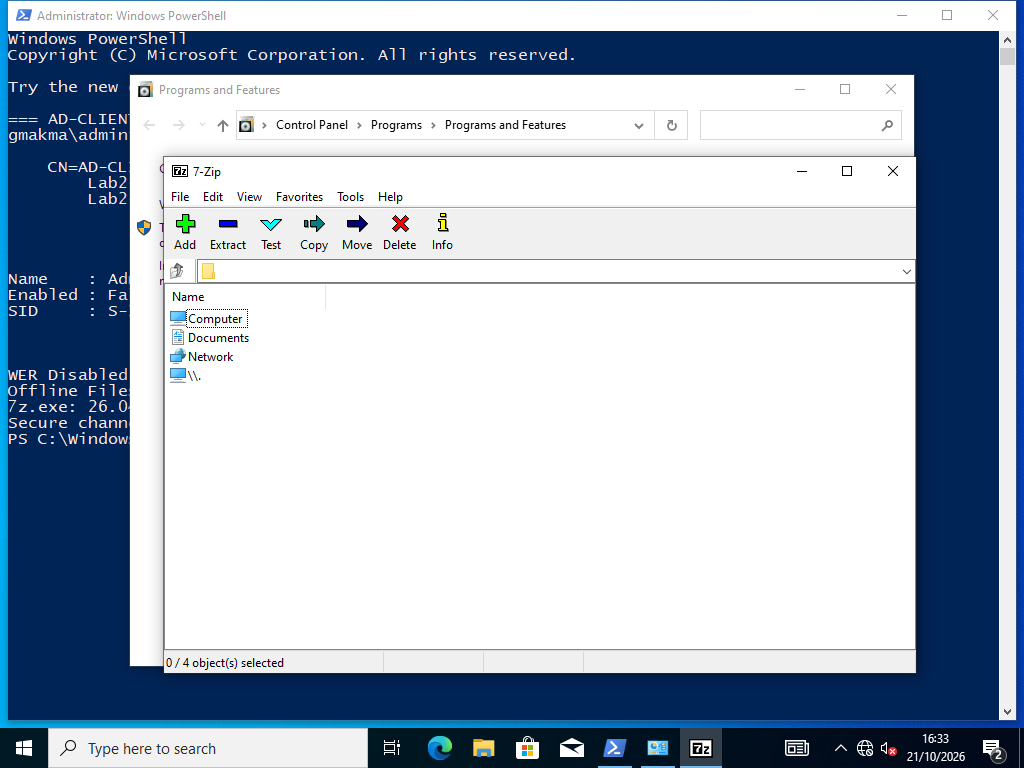 Administrator: Windows PowerShell
Windows PowerShell
Copyright (C) Microsoft Corporation. All rights reserved.
Try the new
Programs and Features
=== AD-CLIEN
Control Panel > Programs > Programs and Features
gmakma\admin
CN=AD-CL
7-Zip
Lab2
Lab2
File Edit View Favorites Tools Help
Add Extract Test Copy Move Delete Info
Name
Computer
Documents
Network
\\.
0 / 4 object(s) selected
Name :
Enabled : Fa
SID : S-
WER Disabled
Offline Files
7z.exe: 26.0
Secure chann
PS C:\Windows
Type here to search
16:33
21/10/2026
2